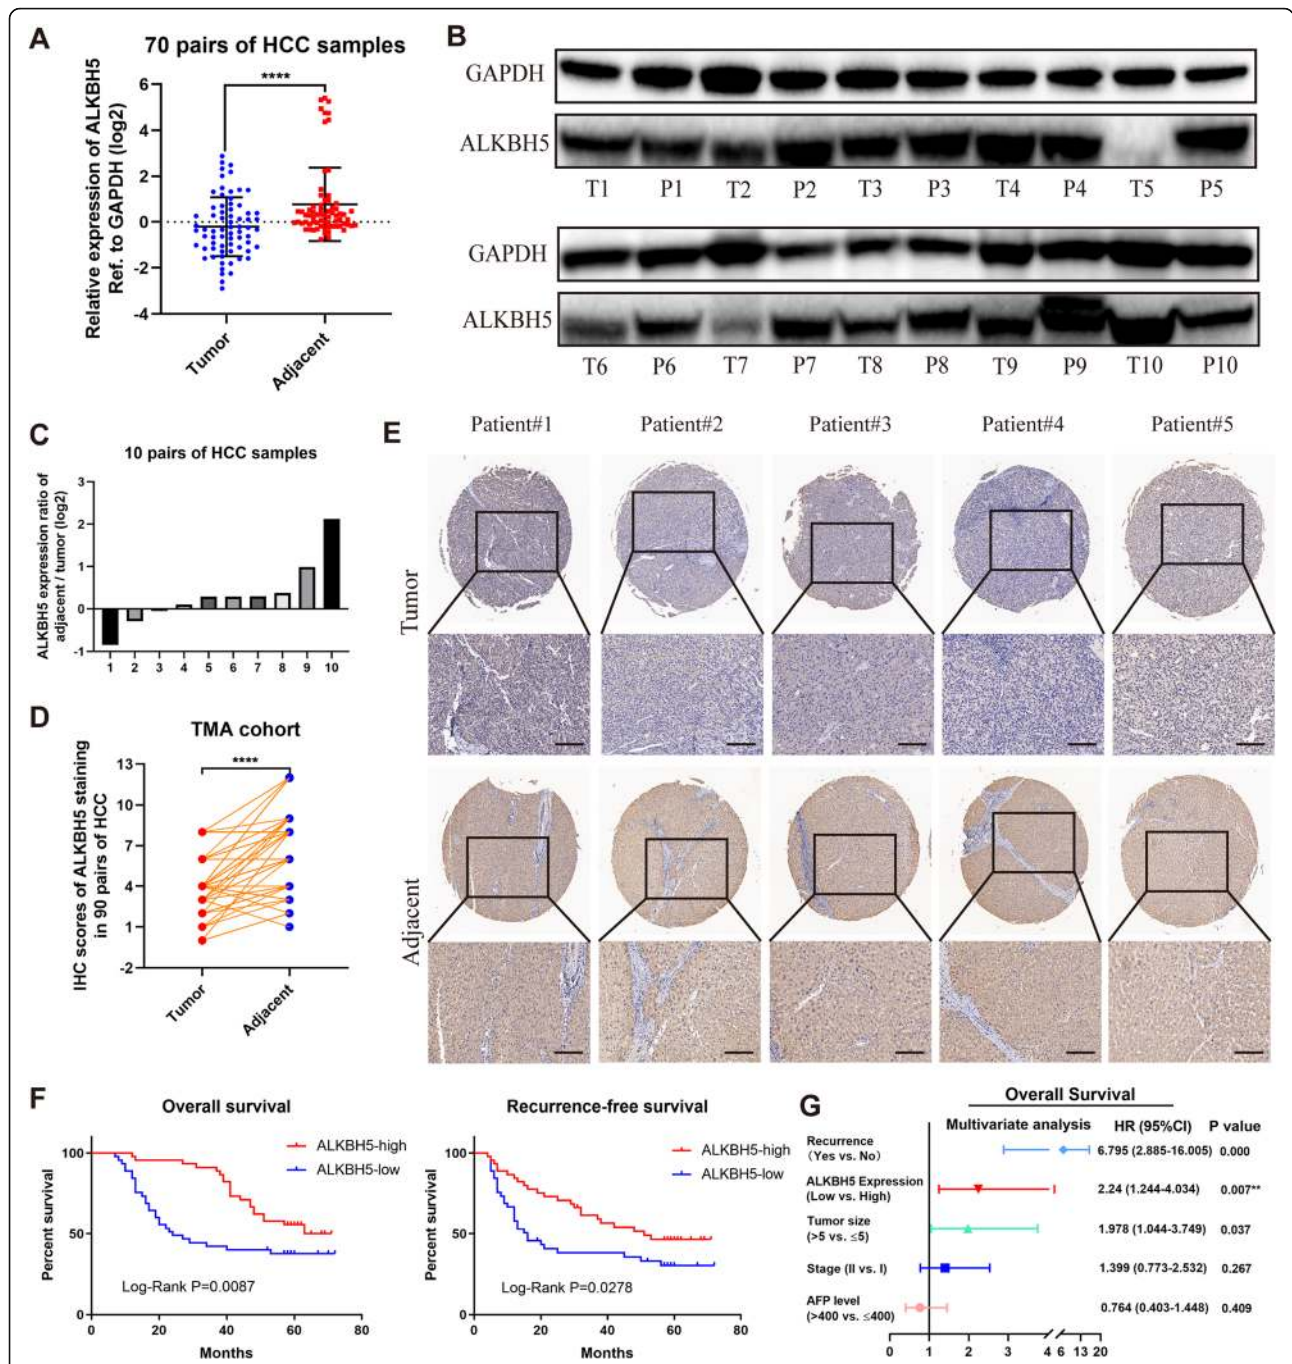 A
70 pairs of HCC samples
****
Relative expression of ALKBH5
Ref. to GAPDH (log2)
6
4
2
0
-2
-4
Tumor
Adjacent
B
GAPDH
ALKBH5
T1 P1 T2 P2 T3 P3 T4 P4 T5 P5
GAPDH
ALKBH5
T6 P6 T7 P7 T8 P8 T9 P9 T10 P10
C
10 pairs of HCC samples
ALKBH5 expression ratio of
adjacent / tumor (log2)
3
2
1
0
-1
1 2 3 4 5 6 7 8 9 10
D
TMA cohort
****
IHC scores of ALKBH5 staining
in 90 pairs of HCC
13
10
7
4
1
-2
Tumor
Adjacent
E
Patient#1 Patient#2 Patient#3 Patient#4 Patient#5
Tumor
Adjacent
F
Overall survival
Percent survival
100
50
0
ALKBH5-high
ALKBH5-low
Log-Rank P=0.0087
0 20 40 60 80
Months
Recurrence-free survival
Percent survival
100
50
0
ALKBH5-high
ALKBH5-low
Log-Rank P=0.0278
0 20 40 60 80
Months
G
Overall Survival
Multivariate analysis HR (95%CI) P value
Recurrence
(Yes vs. No) 6.795 (2.885-16.005) 0.000
ALKBH5 Expression
(Low vs. High) 2.24 (1.244-4.034) 0.007**
Tumor size
(>5 vs. ≤5) 1.978 (1.044-3.749) 0.037
Stage (II vs. I) 1.399 (0.773-2.532) 0.267
AFP level
(>400 vs. ≤400) 0.764 (0.403-1.448) 0.409
0 1 2 3 4 6 13 20